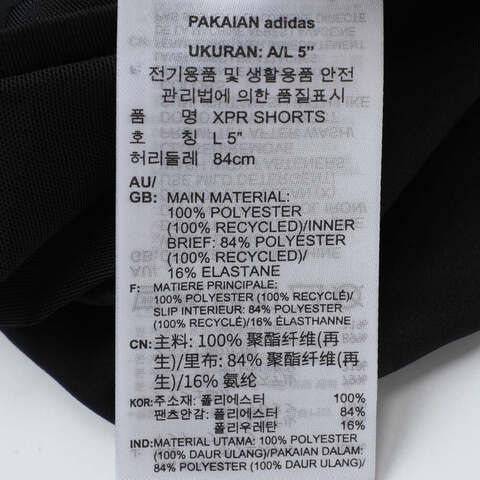 PAKAIAN adidas
UKURAN: A/L 5"
전기용품 및 생활용품 안전
관리법에 의한 품질표시
품 명 XPR SHORTS
호 칭 L 5"
허리둘레 84cm
AU/
GB: MAIN MATERIAL:
100% POLYESTER
(100% RECYCLED)/INNER
BRIEF: 84% POLYESTER
(100% RECYCLED)/
16% ELASTANE
F: MATIERE PRINCIPALE:
100% POLYESTER (100% RECYCLÉ)/
SLIP INTERIEUR: 84% POLYESTER
(100% RECYCLÉ)/16% ÉLASTHANNE
CN: 主料: 100% 聚酯纤维(再
生)/里布: 84% 聚酯纤维(再
生)/16% 氨纶
KOR: 주소재: 폴리에스터 100%
팬츠안감: 폴리에스터 84%
폴리우레탄 16%
IND: MATERIAL UTAMA: 100% POLYESTER
(100% DAUR ULANG)/PAKAIAN DALAM:
84% POLYESTER (100% DAUR ULANG)/